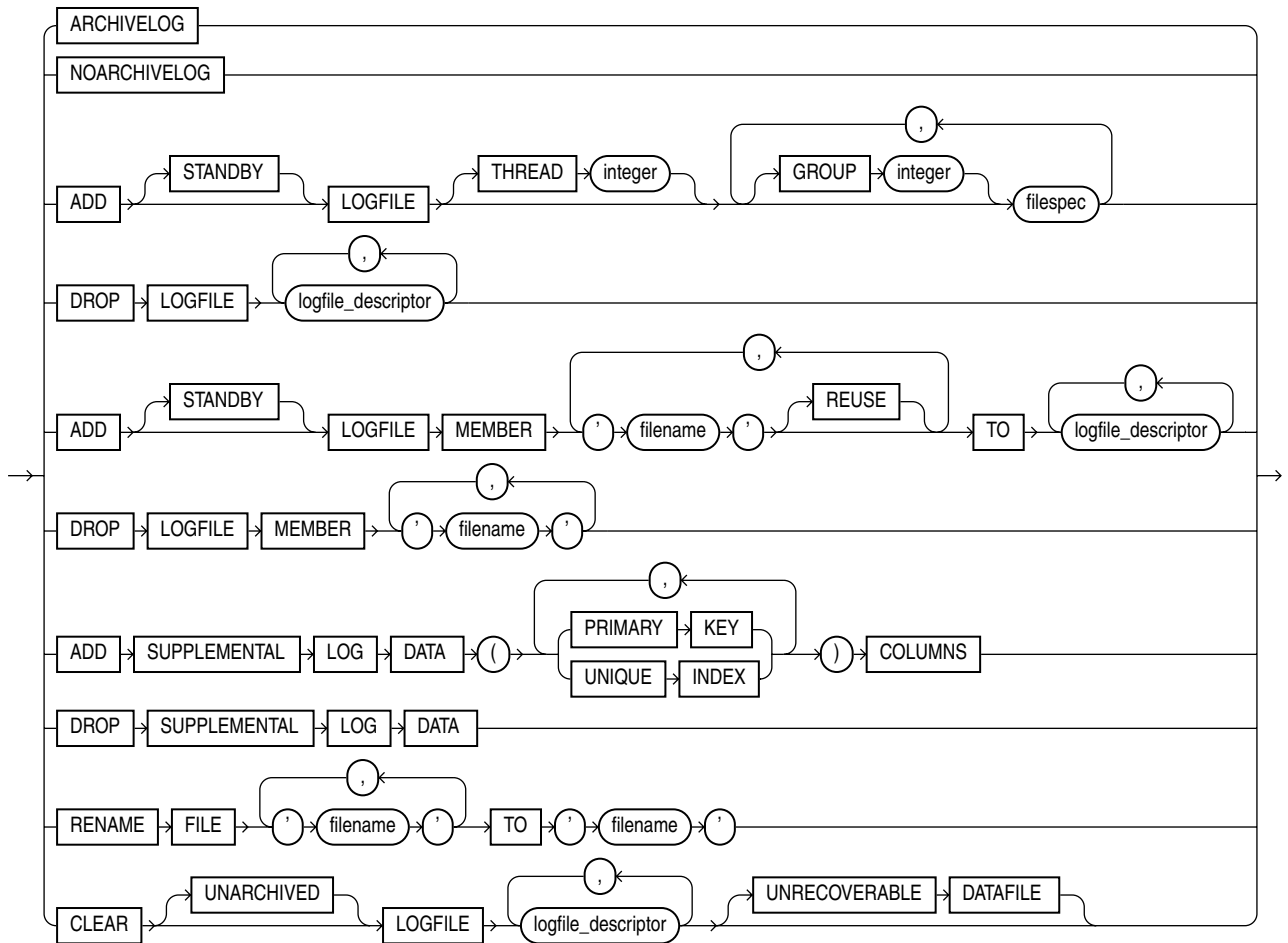 ARCHIVELOG
NOARCHIVELOG
,
STANDBY THREAD integer GROUP integer
ADD LOGFILE filespec
,
DROP LOGFILE logfile_descriptor
, ,
STANDBY REUSE
ADD LOGFILE MEMBER ’ filename ’ TO logfile_descriptor
,
DROP LOGFILE MEMBER ’ filename ’
,
PRIMARY KEY
ADD SUPPLEMENTAL LOG DATA ( ) COLUMNS
UNIQUE INDEX
DROP SUPPLEMENTAL LOG DATA
,
RENAME FILE ’ filename ’ TO ’ filename ’
,
UNARCHIVED UNRECOVERABLE DATAFILE
CLEAR LOGFILE logfile_descriptor